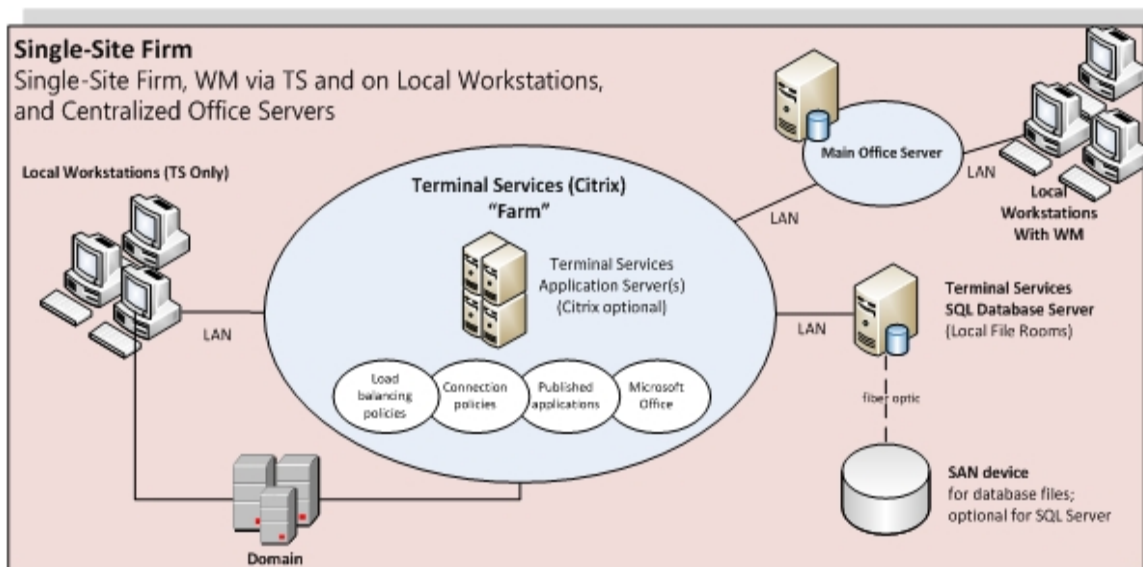 Single-Site Firm
Single-Site Firm, WM via TS and on Local Workstations,
and Centralized Office Servers
Local Workstations (TS Only)
LAN
Terminal Services (Citrix)
"Farm"
Terminal Services
Application Server(s)
(Citrix optional)
Load
balancing
policies
Connection
policies
Published
applications
Microsoft
Office
Domain
LAN
Main Office Server
LAN
Local
Workstations
With WM
LAN
Terminal Services
SQL Database Server
(Local File Rooms)
fiber optic
SAN device
for database files;
optional for SQL Server